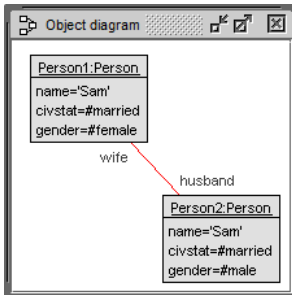 Object diagram
Person1:Person
name='Sam'
civstat=#married
gender=#female
wife
husband
Person2:Person
name='Sam'
civstat=#married
gender=#male